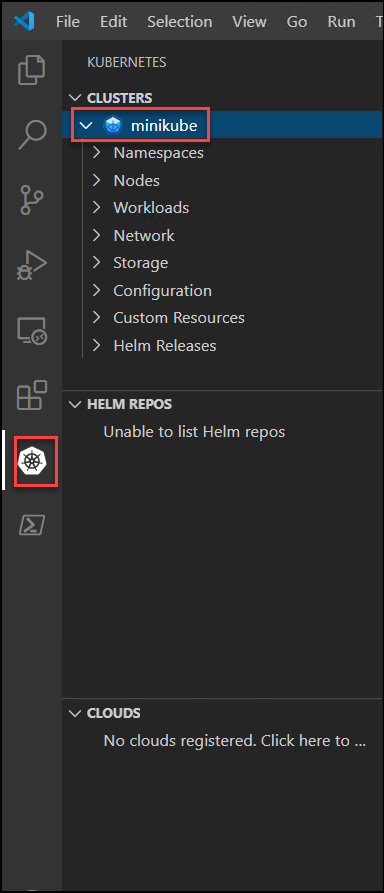 File Edit Selection View Go Run
KUBERNETES
CLUSTERS
minikube
Namespaces
Nodes
Workloads
Network
Storage
Configuration
Custom Resources
Helm Releases
HELM REPOS
Unable to list Helm repos
CLOUDS
No clouds registered. Click here to ...